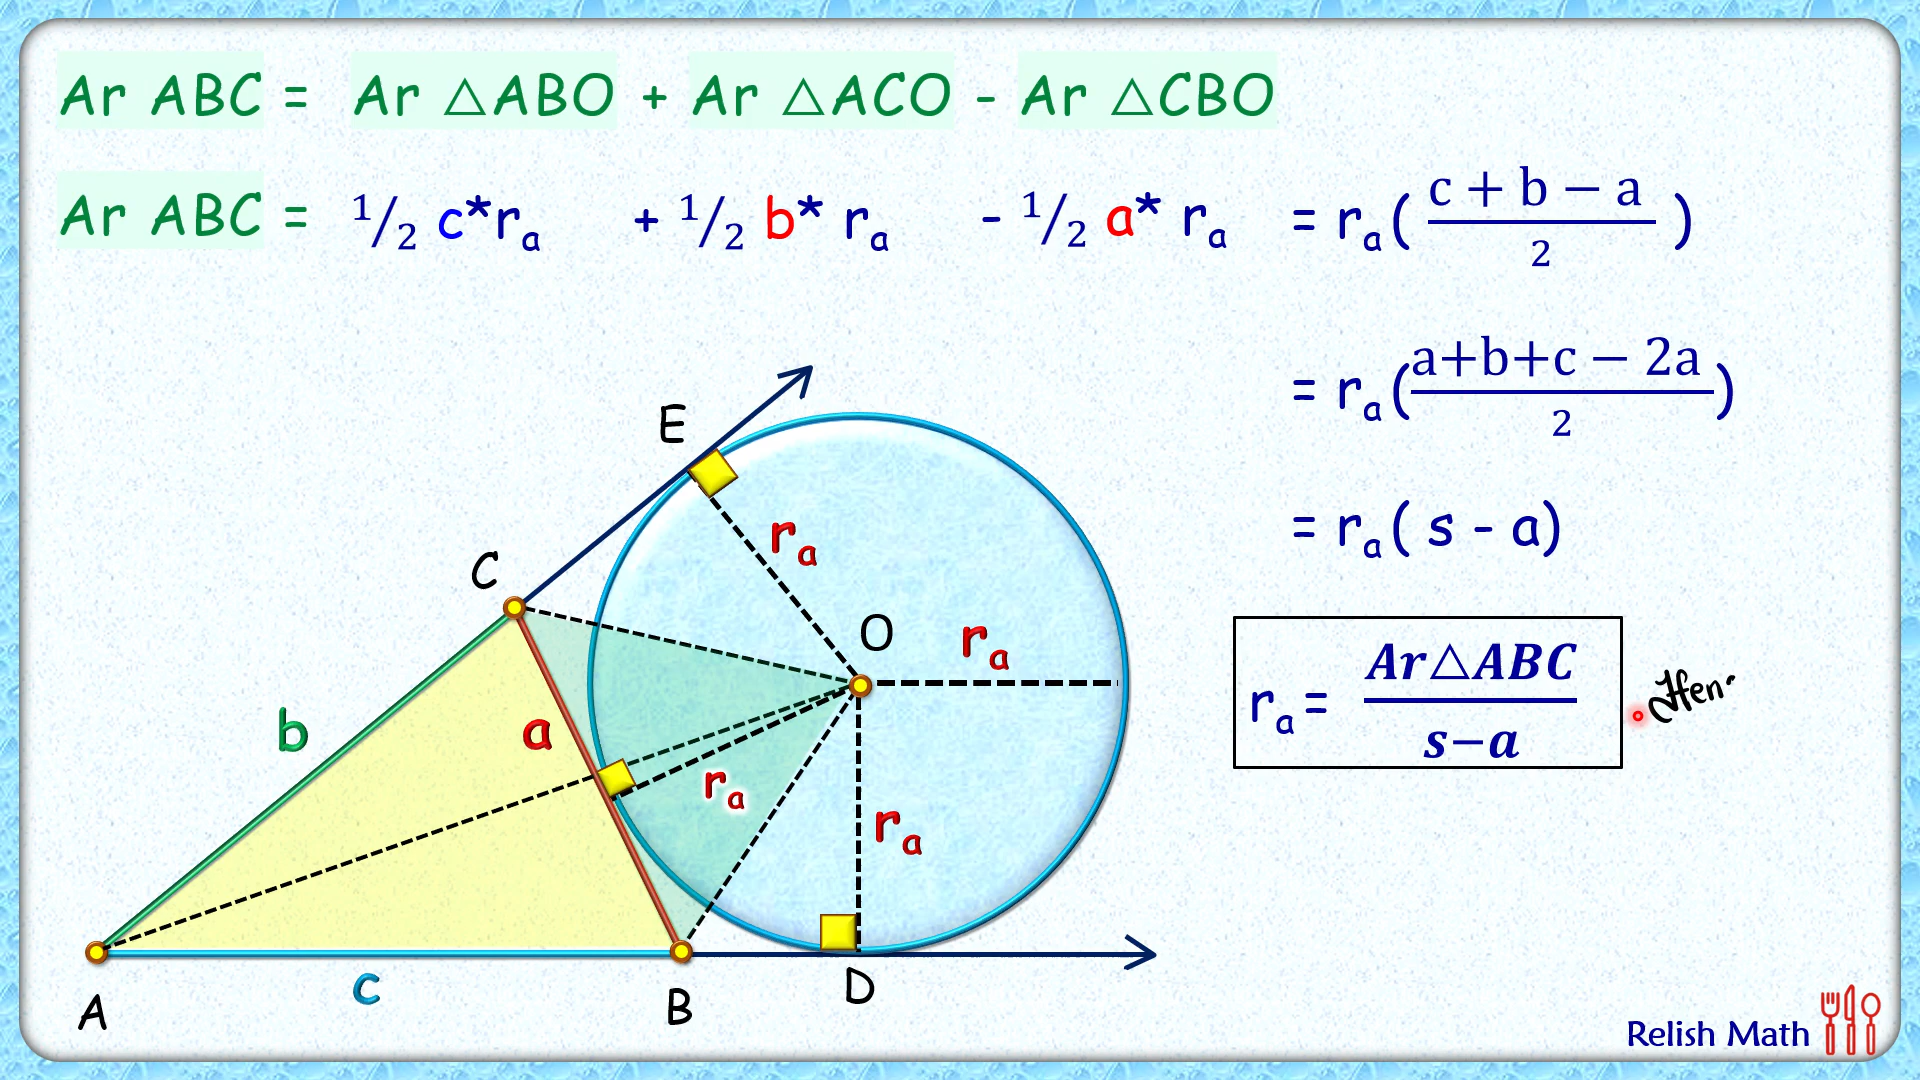 Ar ABC = Ar △ABO + Ar △ACO - Ar △CBO
Ar ABC = 1/2 c*rₐ + 1/2 b* rₐ - 1/2 a* rₐ = rₐ( (c + b − a)/2 )
= rₐ( (a+b+c − 2a)/2 )
= rₐ( s - a)
rₐ = Ar△ABC / s−a
E
rₐ
C
O
rₐ
b
a
rₐ
rₐ
c
A
B
D
Relish Math